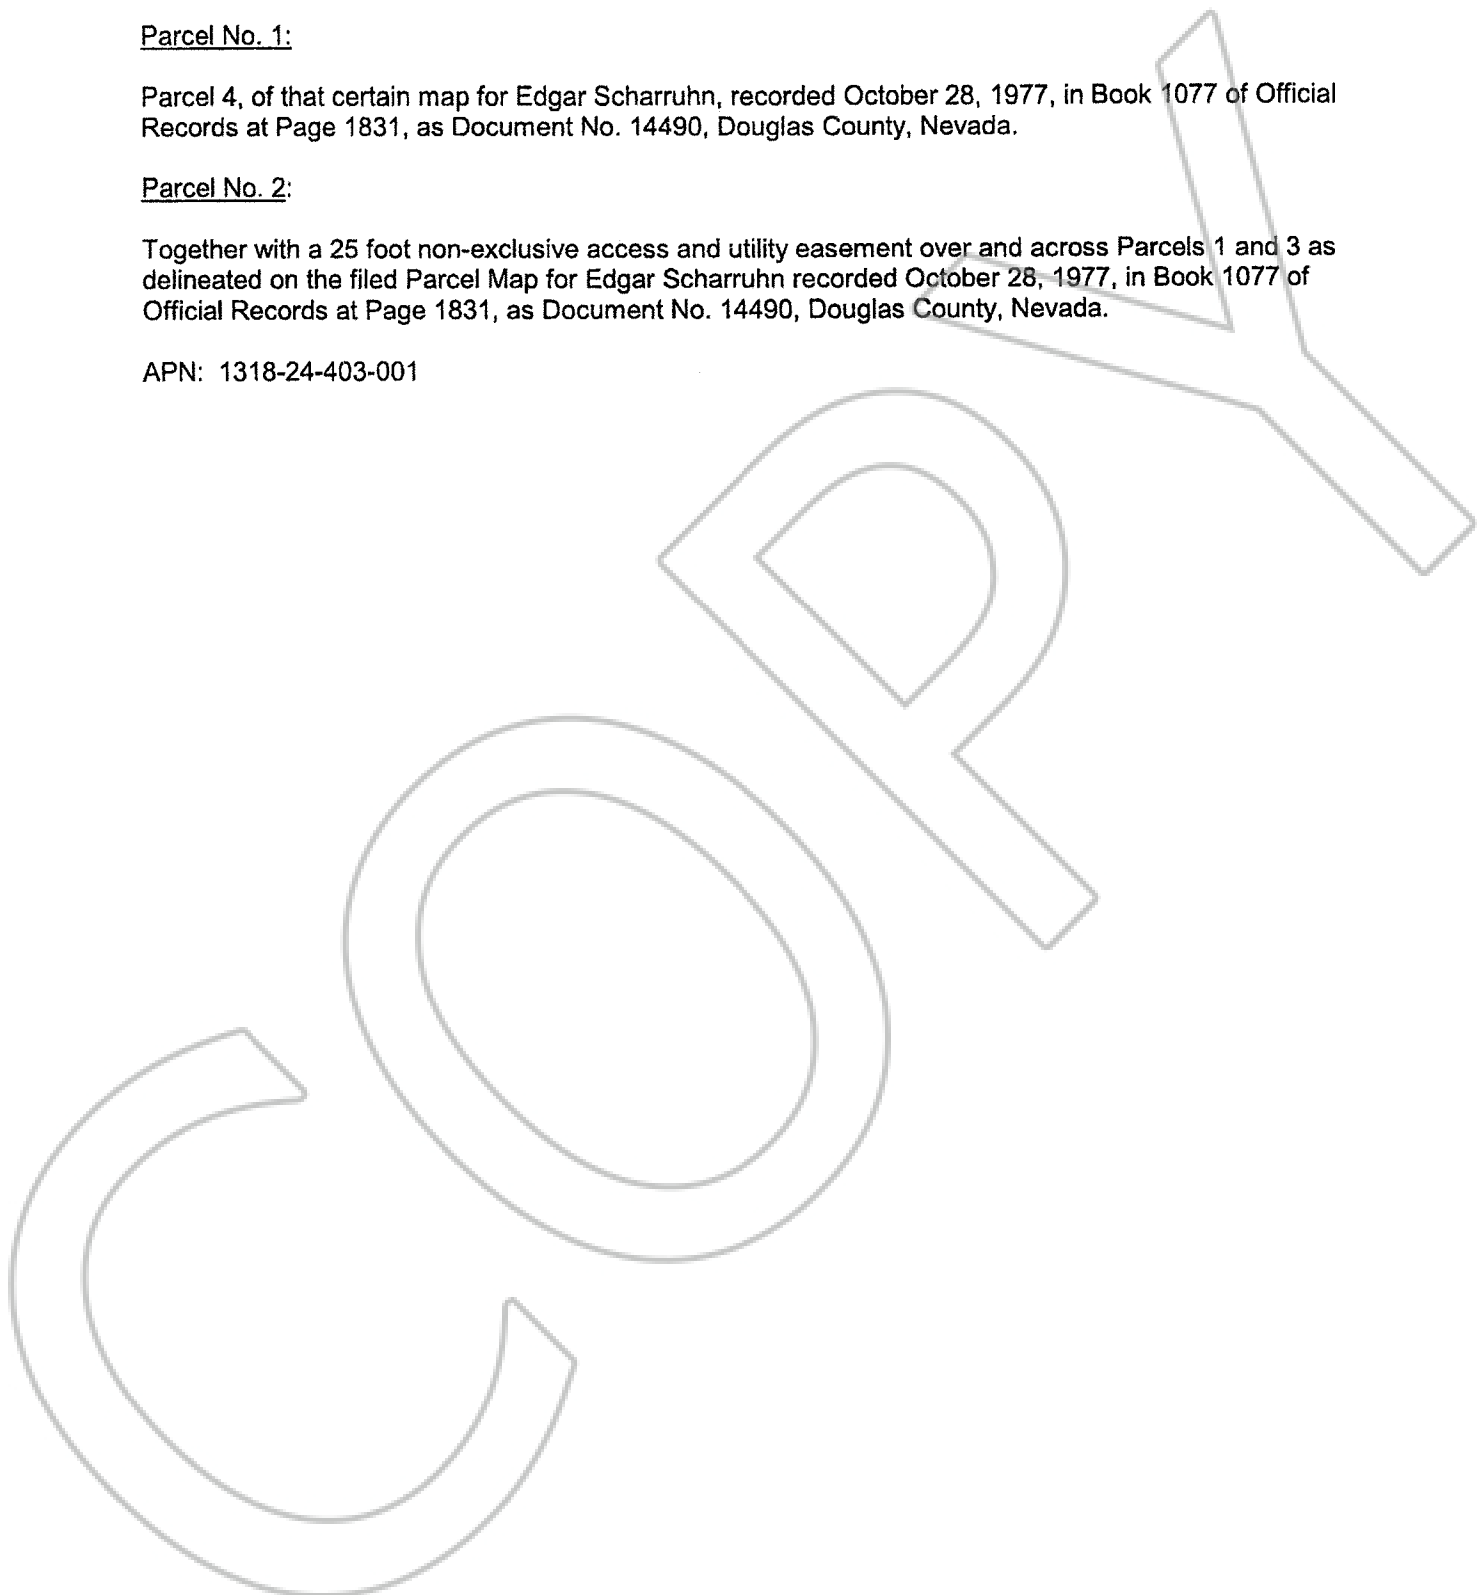 Parcel No. 1:
Parcel 4, of that certain map for Edgar Scharruhn, recorded October 28, 1977, in Book 1077 of Official
Records at Page 1831, as Document No. 14490, Douglas County, Nevada.
Parcel No. 2:
Together with a 25 foot non-exclusive access and utility easement over and across Parcels 1 and 3 as
delineated on the filed Parcel Map for Edgar Scharruhn recorded October 28, 1977, in Book 1077 of
Official Records at Page 1831, as Document No. 14490, Douglas County, Nevada.
APN: 1318-24-403-001
COPY